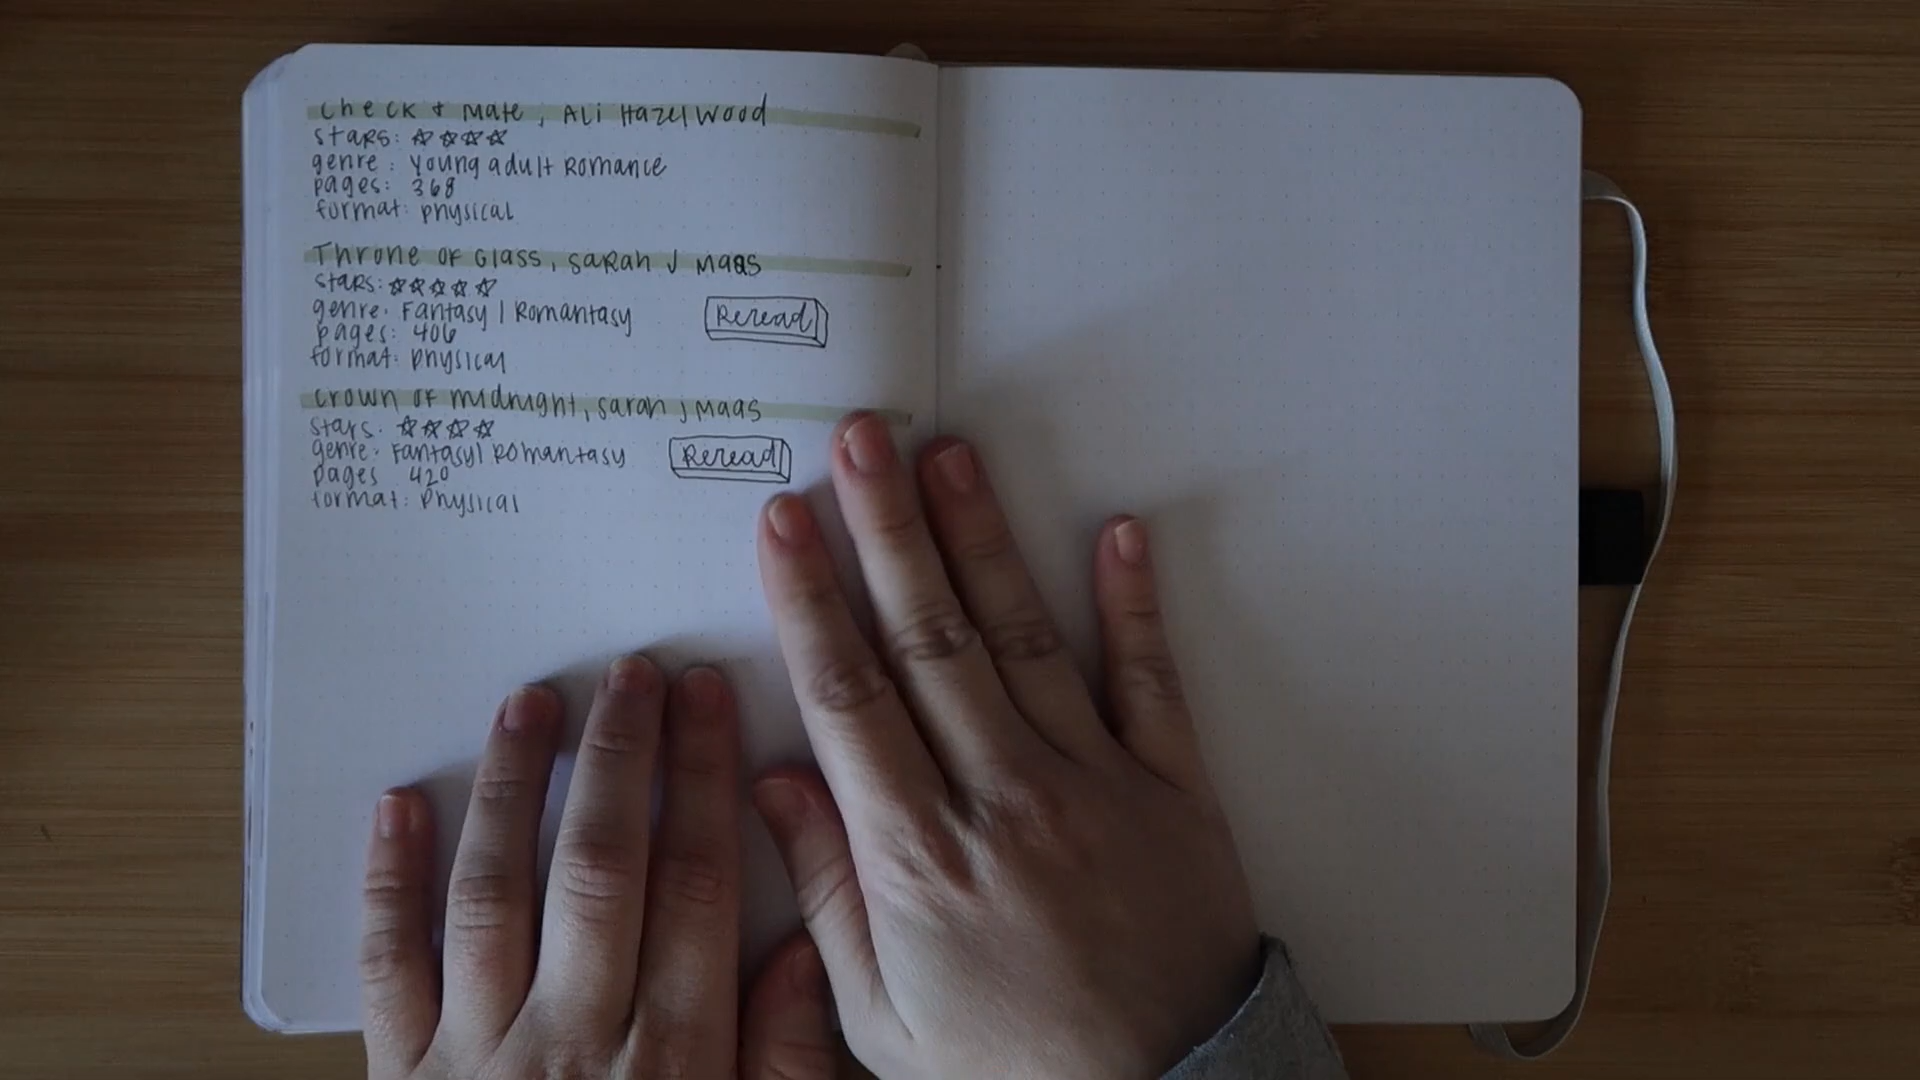 Check & Mate, Ali Hazelwood
stars: ☆☆☆☆
genre: Young adult Romance
pages: 368
format: physical
Throne of Glass, Sarah J Maas
stars: ☆☆☆☆☆
genre: Fantasy | Romantasy
Reread
pages: 406
format: physical
Crown of Midnight, Sarah J Maas
stars: ☆☆☆☆
genre: Fantasy | Romantasy
Reread
pages 420
format: physical